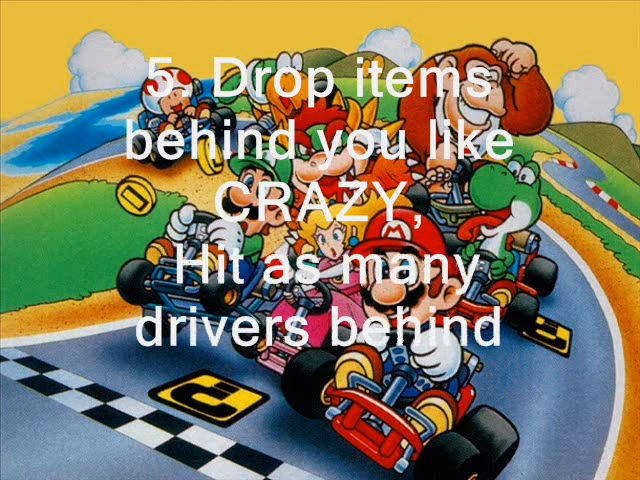 5. Drop items
behind you like
CRAZY,
Hit as many
drivers behind
M